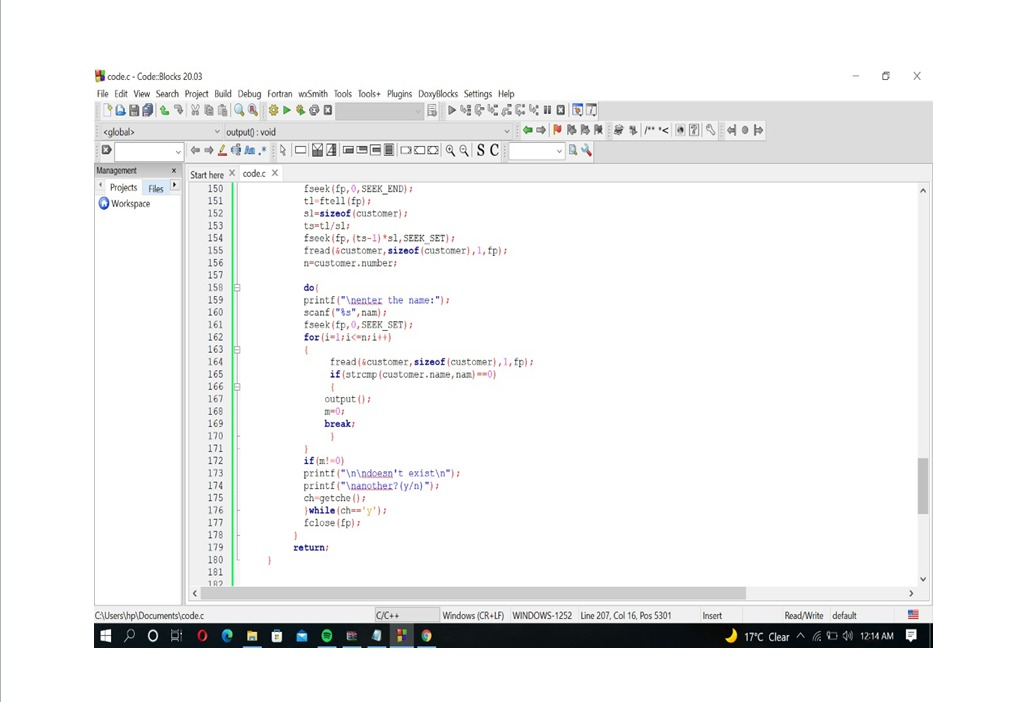 code.c - Code::Blocks 20.03
File Edit View Search Project Build Debug Fortran wxSmith Tools Tools+ Plugins DoxyBlocks Settings Help
<global> output() : void
/** *<
S C
Management
Projects Files
Workspace
Start here code.c
150 fseek(fp,0,SEEK_END);
151 tl=ftell(fp);
152 sl=sizeof(customer);
153 ts=tl/sl;
154 fseek(fp,(ts-1)*sl,SEEK_SET);
155 fread(&customer,sizeof(customer),1,fp);
156 n=customer.number;
157
158 do{
159 printf("\nenter the name:");
160 scanf("%s",nam);
161 fseek(fp,0,SEEK_SET);
162 for(i=1;i<=n;i++)
163 {
164 fread(&customer,sizeof(customer),1,fp);
165 if(strcmp(customer.name,nam)==0)
166 {
167 output();
168 m=0;
169 break;
170 }
171 }
172 if(m!=0)
173 printf("\n\ndoesn't exist\n");
174 printf("\nanother?(y/n)");
175 ch=getche();
176 }while(ch=='y');
177 fclose(fp);
178 }
179 return;
180 }
181
182
C:\Users\hp\Documents\code.c C/C++ Windows (CR+LF) WINDOWS-1252 Line 207, Col 16, Pos 5301 Insert Read/Write default
17°C Clear 12:14 AM